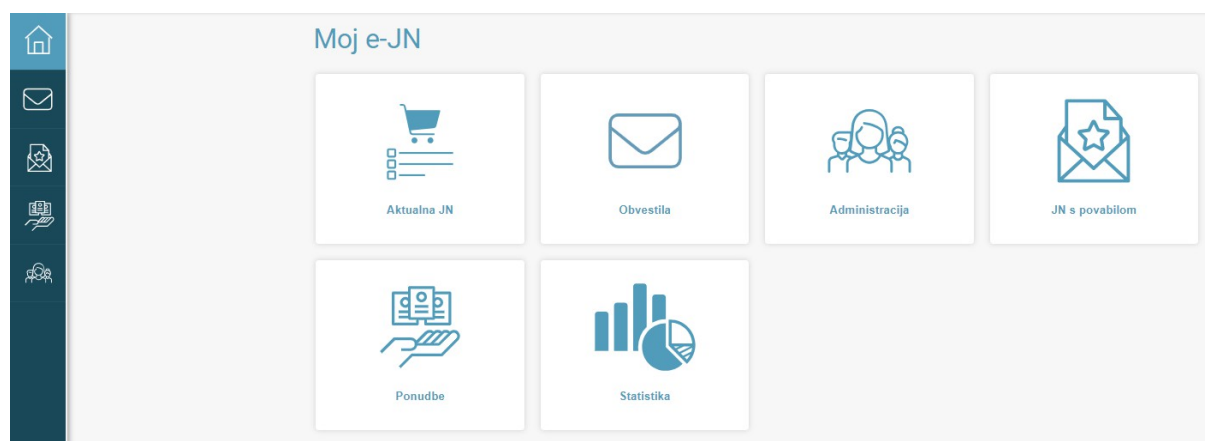 Moj e-JN
Aktualna JN
Obvestila
Administracija
JN s povabilom
Ponudbe
Statistika